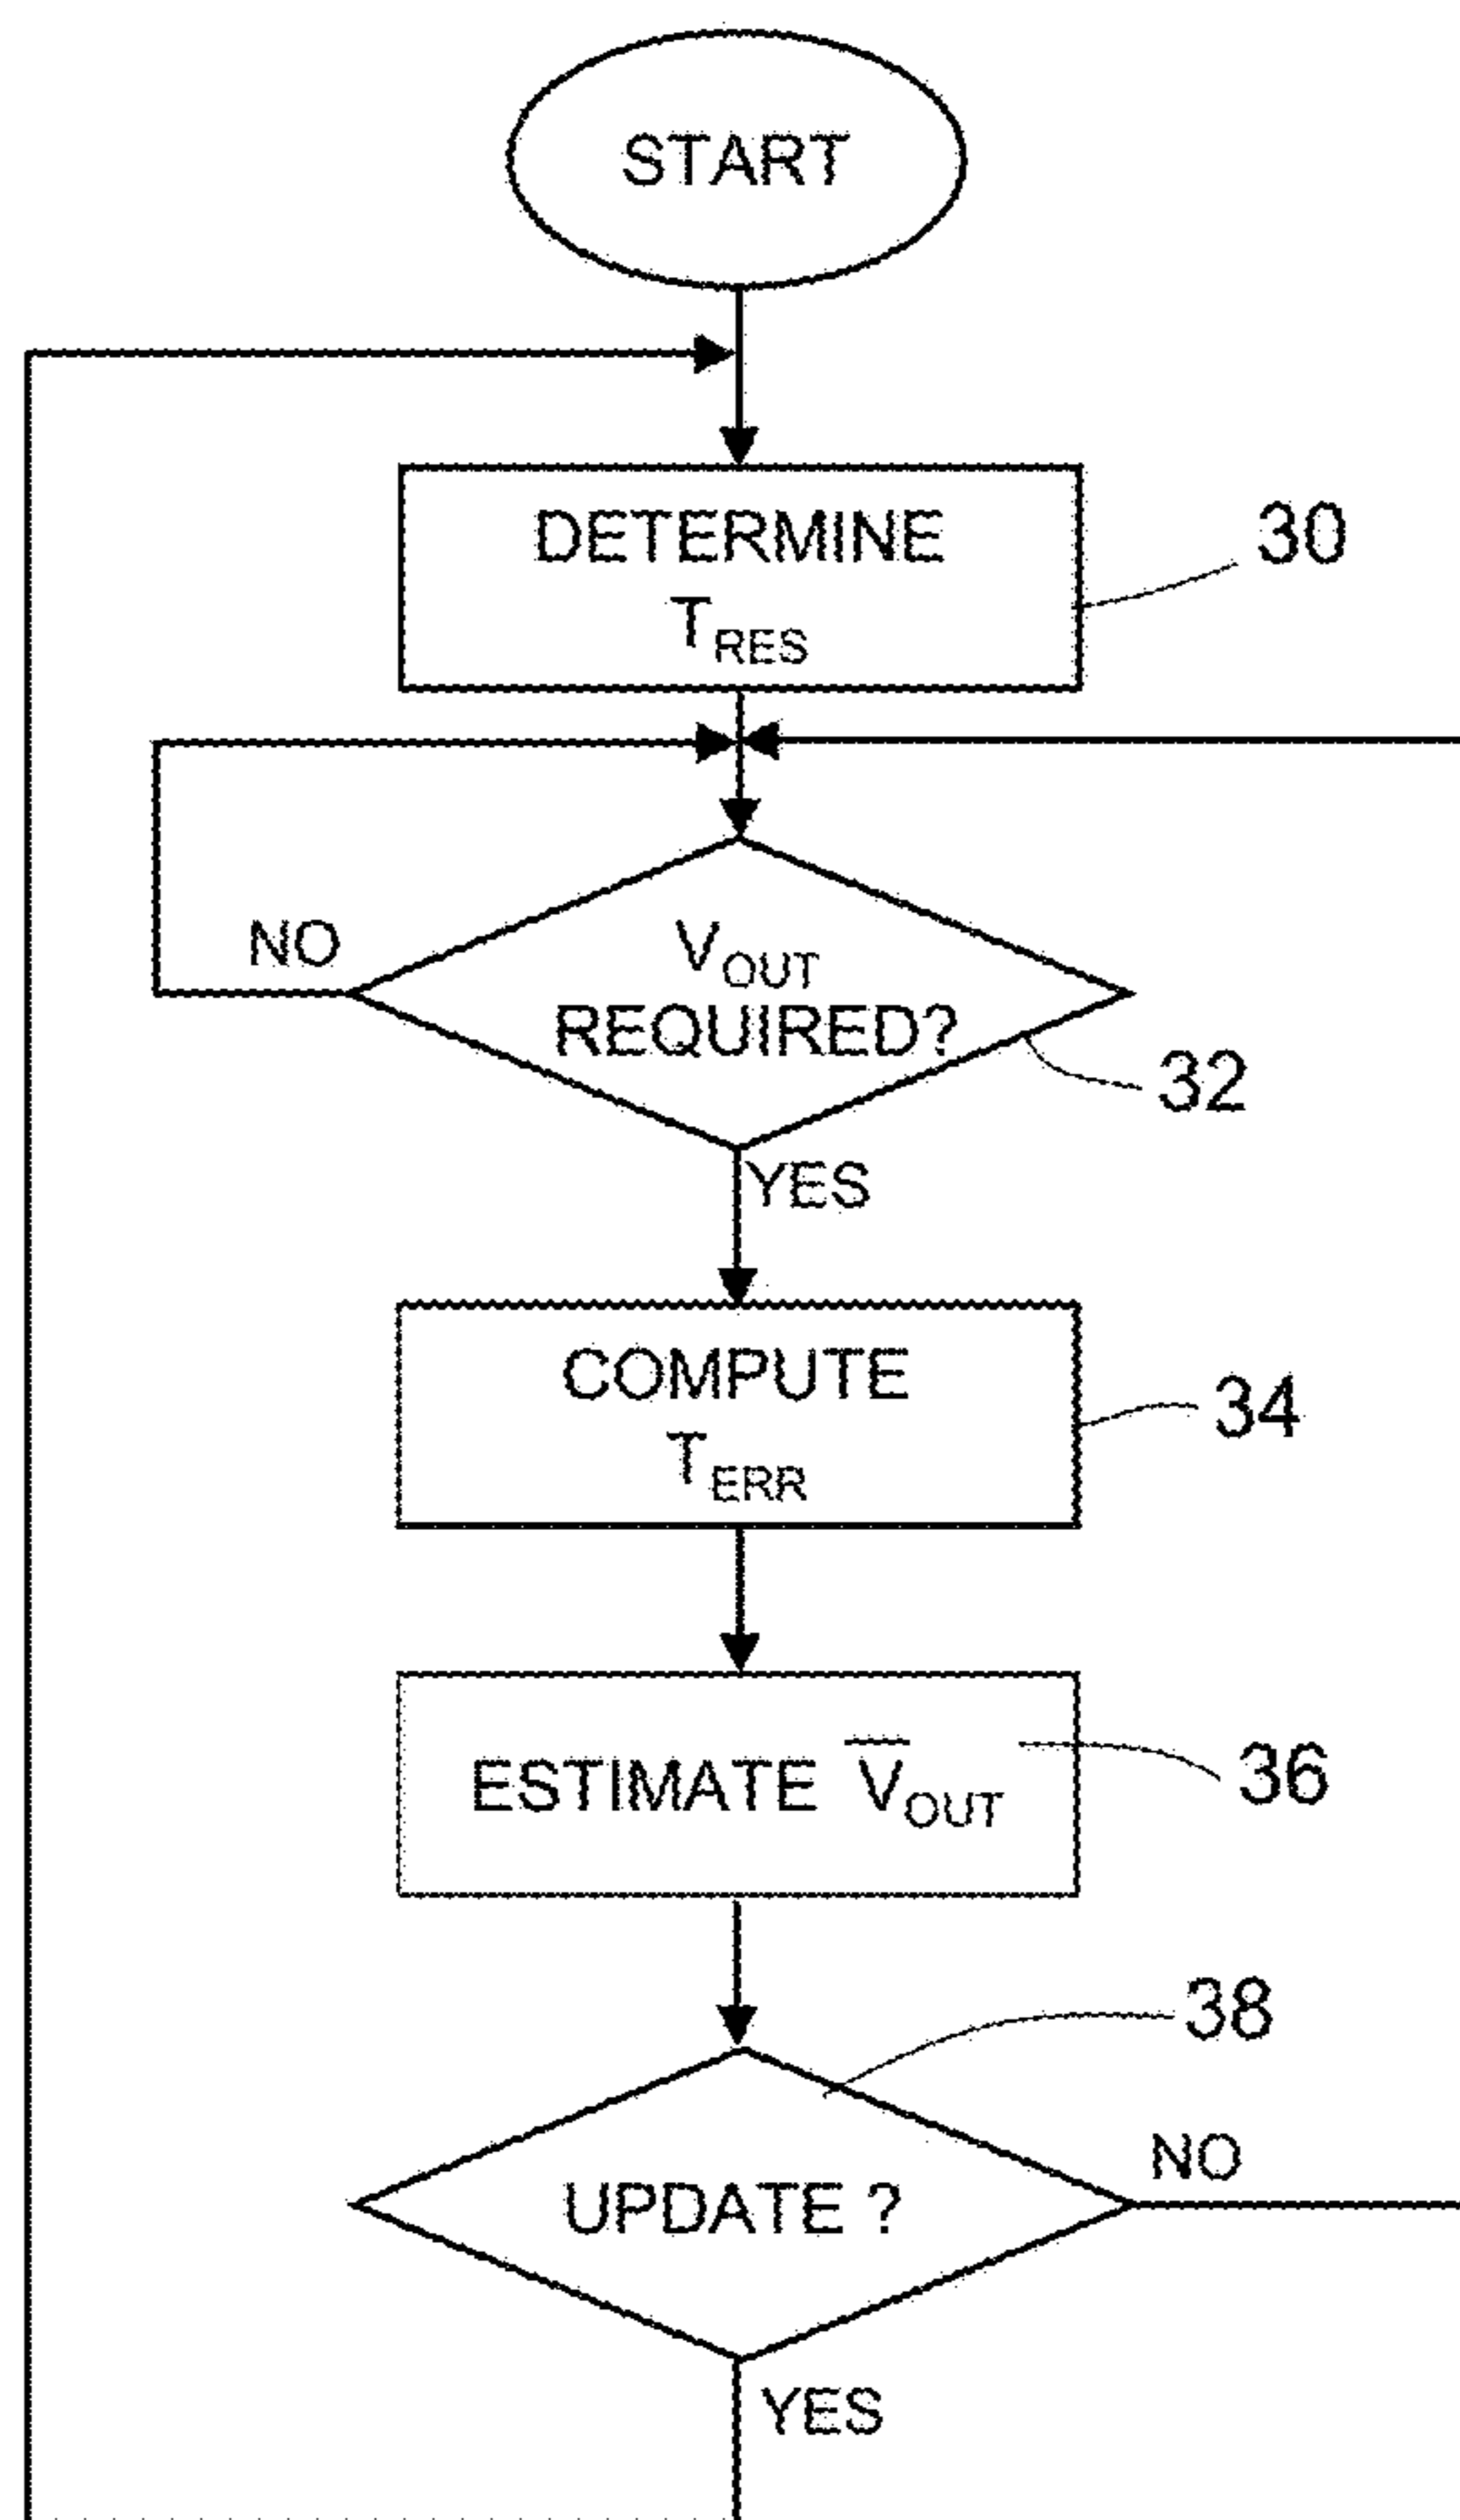 START
DETERMINE
30
T_RES
NO
V_OUT
REQUIRED?
32
YES
COMPUTE
34
T_ERR
ESTIMATE V̅_OUT
36
38
NO
UPDATE ?
YES